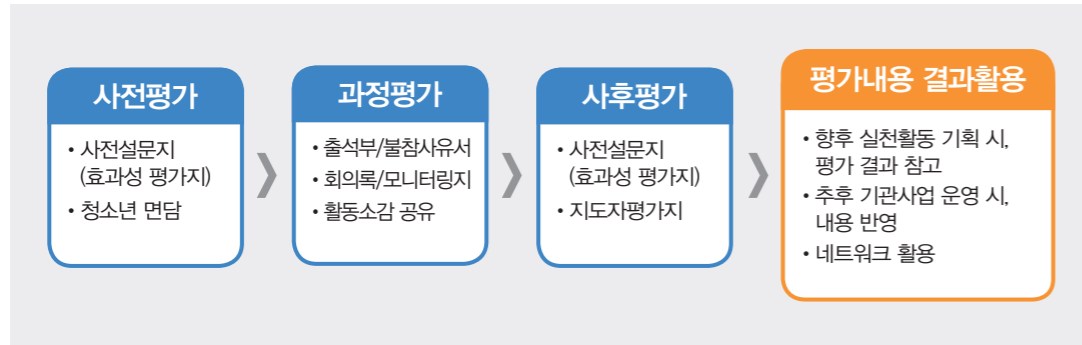 사전평가
• 사전설문지
(효과성 평가지)
• 청소년 면담
과정평가
• 출석부/불참사유서
• 회의록/모니터링지
• 활동소감 공유
사후평가
• 사전설문지
(효과성 평가지)
• 지도자평가지
평가내용 결과활용
• 향후 실천활동 기획 시,
평가 결과 참고
• 추후 기관사업 운영 시,
내용 반영
• 네트워크 활용